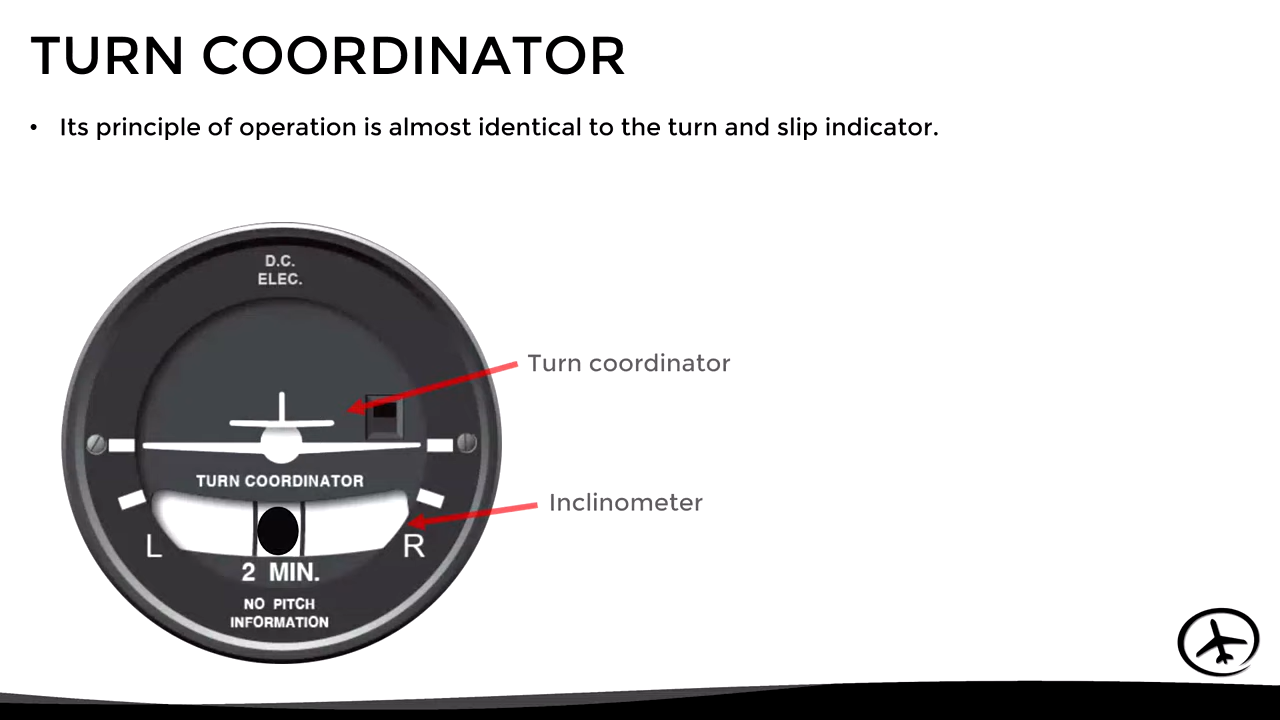 TURN COORDINATOR
• Its principle of operation is almost identical to the turn and slip indicator.
D.C.
ELEC.
Turn coordinator
TURN COORDINATOR
Inclinometer
L R
2 MIN.
NO PITCH
INFORMATION